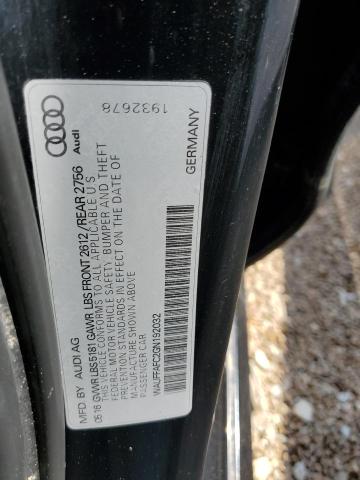 MFD. BY AUDI AG
05/16 GVWR LBS 5181 GAWR LBS FRONT 2612/REAR 2756
THIS VEHICLE CONFORMS TO ALL APPLICABLE U S
FEDERAL MOTOR VEHICLE SAFETY, BUMPER AND THEFT
PREVENTION STANDARDS IN EFFECT ON THE DATE OF
MANUFACTURE SHOWN ABOVE
PASSENGER CAR
WAUFFAFC2GN192032
GERMANY
Audi
1932678